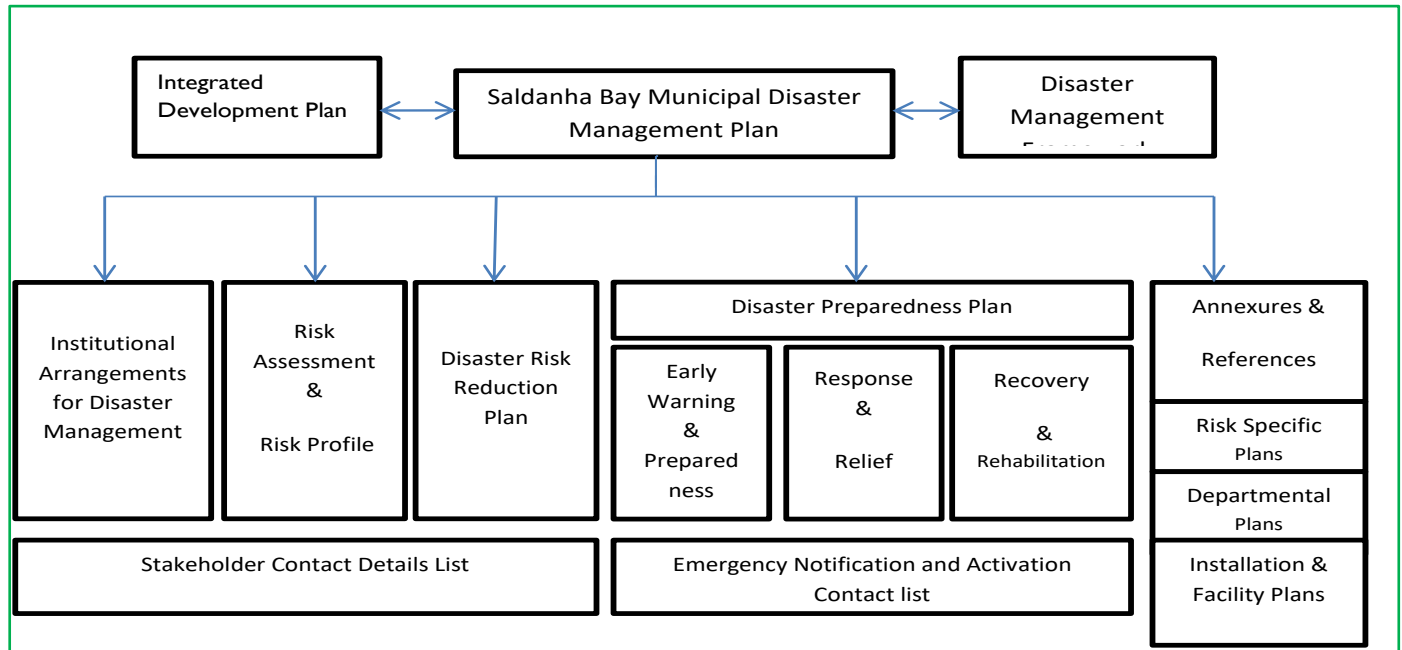 Integrated
Development Plan
Saldanha Bay Municipal Disaster
Management Plan
Disaster
Management
Institutional
Arrangements
for Disaster
Management
Risk
Assessment
&
Risk Profile
Disaster Risk
Reduction
Plan
Disaster Preparedness Plan
Early
Warning
&
Prepared
ness
Response
&
Relief
Recovery
&
Rehabilitation
Annexures &
References
Risk Specific
Plans
Departmental
Plans
Installation &
Facility Plans
Stakeholder Contact Details List
Emergency Notification and Activation
Contact list